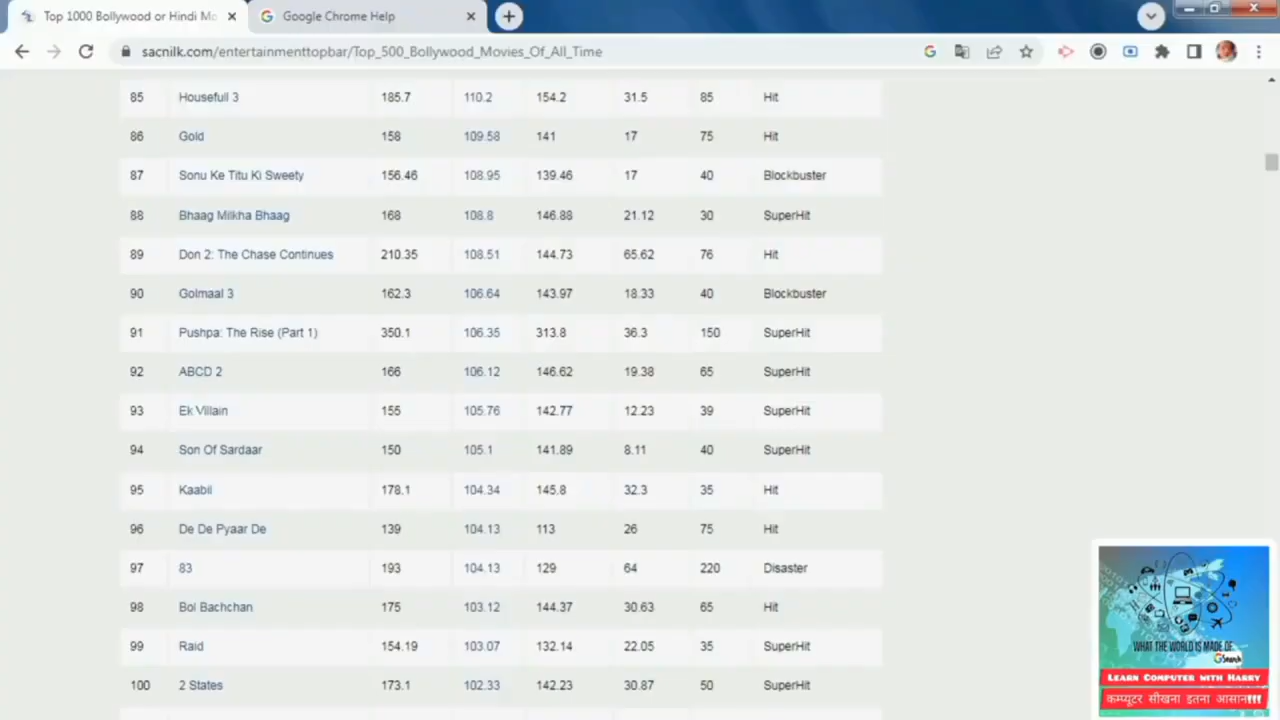 Top 1000 Bollywood or Hindi Mo
Google Chrome Help
sacnilk.com/entertainmenttopbar/Top_500_Bollywood_Movies_Of_All_Time
85 Housefull 3 185.7 110.2 154.2 31.5 85 Hit
86 Gold 158 109.58 141 17 75 Hit
87 Sonu Ke Titu Ki Sweety 156.46 108.95 139.46 17 40 Blockbuster
88 Bhaag Milkha Bhaag 168 108.8 146.88 21.12 30 SuperHit
89 Don 2: The Chase Continues 210.35 108.51 144.73 65.62 76 Hit
90 Golmaal 3 162.3 106.64 143.97 18.33 40 Blockbuster
91 Pushpa: The Rise (Part 1) 350.1 106.35 313.8 36.3 150 SuperHit
92 ABCD 2 166 106.12 146.62 19.38 65 SuperHit
93 Ek Villain 155 105.76 142.77 12.23 39 SuperHit
94 Son Of Sardaar 150 105.1 141.89 8.11 40 SuperHit
95 Kaabil 178.1 104.34 145.8 32.3 35 Hit
96 De De Pyaar De 139 104.13 113 26 75 Hit
97 83 193 104.13 129 64 220 Disaster
98 Bol Bachchan 175 103.12 144.37 30.63 65 Hit
99 Raid 154.19 103.07 132.14 22.05 35 SuperHit
100 2 States 173.1 102.33 142.23 30.87 50 SuperHit
WHAT THE WORLD IS MADE OF
GSearch
LEARN COMPUTER WITH HARRY
कम्प्यूटर सीखना इतना आसान!!!